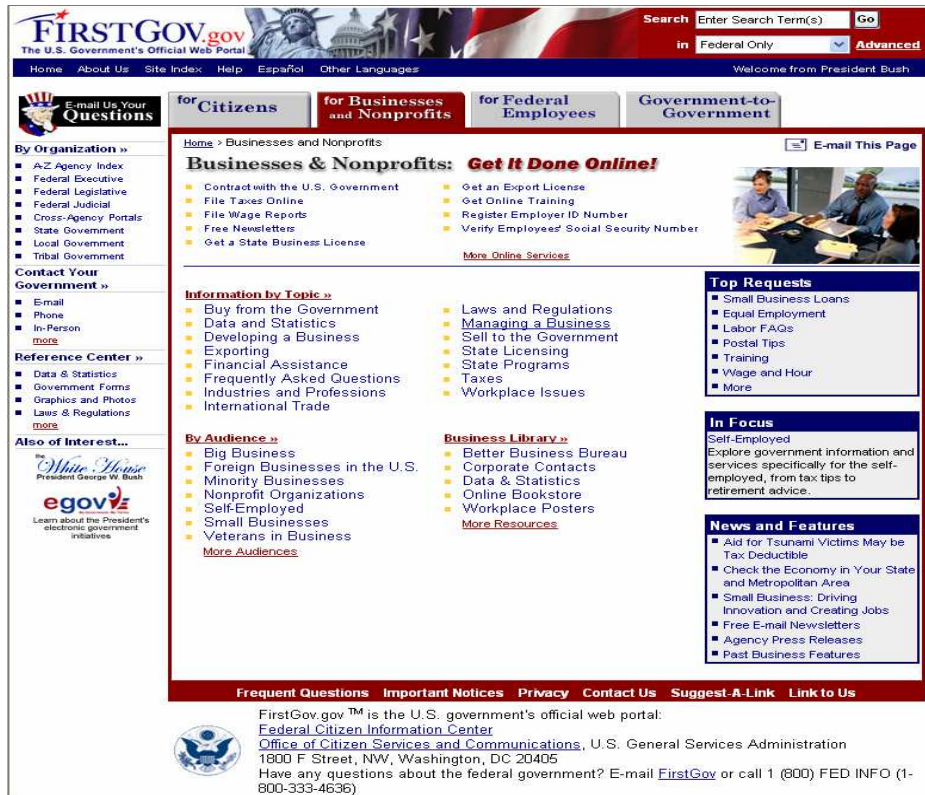 FIRSTGOV.gov
The U.S. Government's Official Web Portal
Search Enter Search Term(s) Go
in Federal Only Advanced
Home About Us Site Index Help Español Other Languages Welcome from President Bush
E-mail Us Your
Questions
for Citizens
for Businesses
and Nonprofits
for Federal
Employees
Government-to-
Government
By Organization »
A-Z Agency Index
Federal Executive
Federal Legislative
Federal Judicial
Cross-Agency Portals
State Government
Local Government
Tribal Government
Contact Your
Government »
E-mail
Phone
In-Person
more
Reference Center »
Data & Statistics
Government Forms
Graphics and Photos
Laws & Regulations
more
Also of Interest...
the
White House
President George W. Bush
egov
Learn about the President's
electronic government
initiatives
Home > Businesses and Nonprofits
E-mail This Page
Businesses & Nonprofits: Get It Done Online!
Contract with the U.S. Government
File Taxes Online
File Wage Reports
Free Newsletters
Get a State Business License
Get an Export License
Get Online Training
Register Employer ID Number
Verify Employees' Social Security Number
More Online Services
Information by Topic »
Buy from the Government
Data and Statistics
Developing a Business
Exporting
Financial Assistance
Frequently Asked Questions
Industries and Professions
International Trade
Laws and Regulations
Managing a Business
Sell to the Government
State Licensing
State Programs
Taxes
Workplace Issues
By Audience »
Big Business
Foreign Businesses in the U.S.
Minority Businesses
Nonprofit Organizations
Self-Employed
Small Businesses
Veterans in Business
More Audiences
Business Library »
Better Business Bureau
Corporate Contacts
Data & Statistics
Online Bookstore
Workplace Posters
More Resources
Top Requests
Small Business Loans
Equal Employment
Labor FAQs
Postal Tips
Training
Wage and Hour
More
In Focus
Self-Employed
Explore government information and
services specifically for the self-
employed, from tax tips to
retirement advice.
News and Features
Aid for Tsunami Victims May be
Tax Deductible
Check the Economy in Your State
and Metropolitan Area
Small Business: Driving
Innovation and Creating Jobs
Free E-mail Newsletters
Agency Press Releases
Past Business Features
Frequent Questions Important Notices Privacy Contact Us Suggest-A-Link Link to Us
FirstGov.gov ™ is the U.S. government's official web portal:
Federal Citizen Information Center
Office of Citizen Services and Communications, U.S. General Services Administration
1800 F Street, NW, Washington, DC 20405
Have any questions about the federal government? E-mail FirstGov or call 1 (800) FED INFO (1-
800-333-4636)